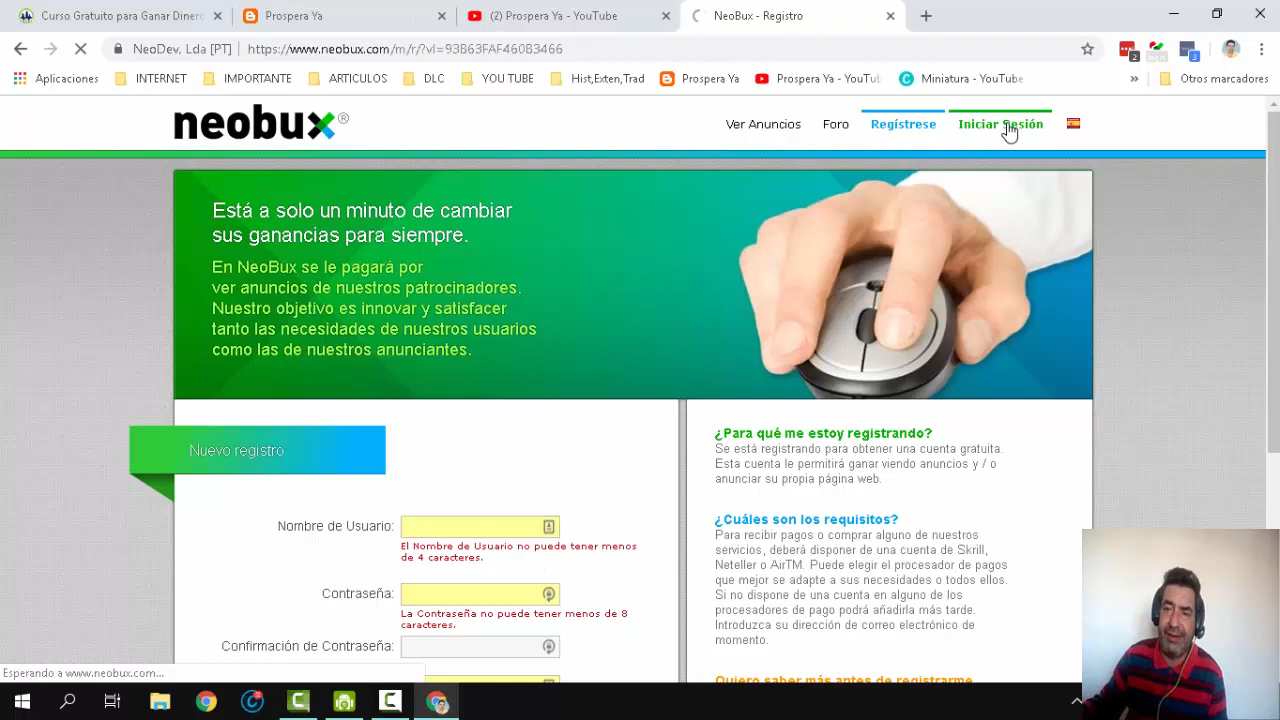 Curso Gratuito para Ganar Dinero
Prospera Ya
(2) Prospera Ya - YouTube
NeoBux - Registro
NeoDev, Lda [PT]
https://www.neobux.com/m/r/?vl=93B63FAF460B3466
2
3
Aplicaciones
INTERNET
IMPORTANTE
ARTICULOS
DLC
YOU TUBE
Hist,Exten,Trad
Prospera Ya
Prospera Ya - YouTub
Miniatura - YouTube
»
Otros marcadores
neobux®
Ver Anuncios
Foro
Regístrese
Iniciar Sesión
Está a solo un minuto de cambiar
sus ganancias para siempre.
En NeoBux se le pagará por
ver anuncios de nuestros patrocinadores.
Nuestro objetivo es innovar y satisfacer
tanto las necesidades de nuestros usuarios
como las de nuestros anunciantes.
Nuevo registro
Nombre de Usuario:
El Nombre de Usuario no puede tener menos
de 4 caracteres.
Contraseña:
La Contraseña no puede tener menos de 8
caracteres.
Confirmación de Contraseña:
¿Para qué me estoy registrando?
Se está registrando para obtener una cuenta gratuita.
Esta cuenta le permitirá ganar viendo anuncios y / o
anunciar su propia página web.
¿Cuáles son los requisitos?
Para recibir pagos o comprar alguno de nuestros
servicios, deberá disponer de una cuenta de Skrill,
Neteller o AirTM. Puede elegir el procesador de pagos
que mejor se adapte a sus necesidades o todos ellos.
Si no dispone de una cuenta en alguno de los
procesadores de pago podrá añadirla más tarde.
Introduzca su dirección de correo electrónico de
momento.
Quiero saber más antes de registrarme
Esperando a www.neobux.com...